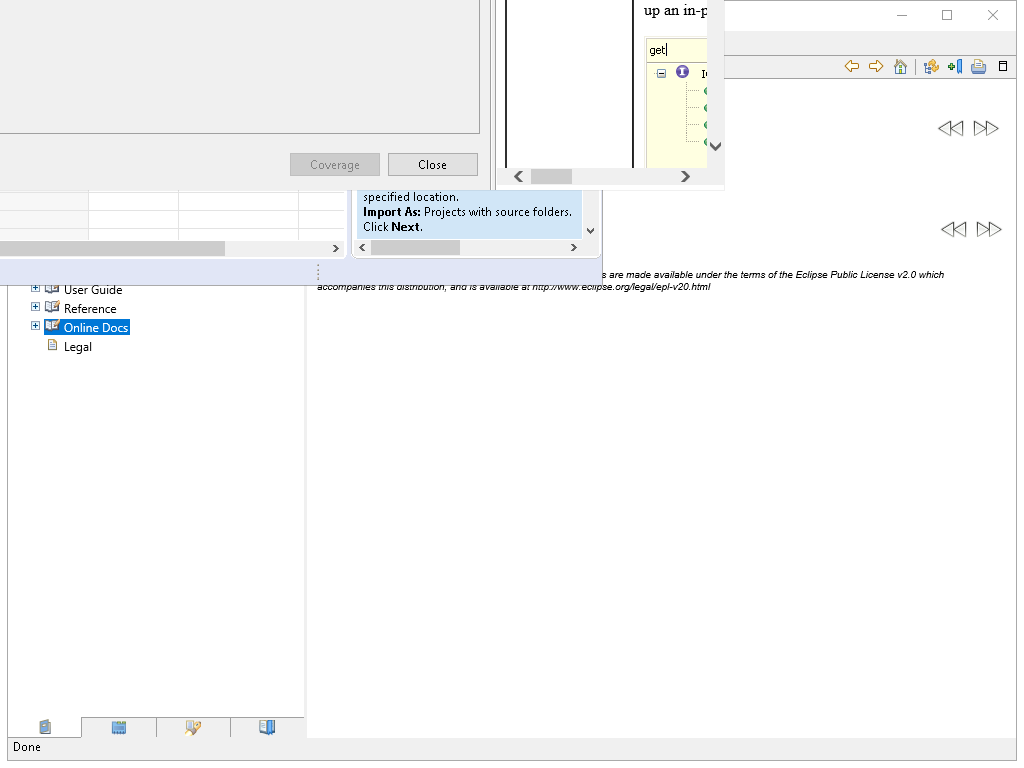 up an in-p
get
Coverage
Close
specified location.
Import As: Projects with source folders.
Click Next.
s are made available under the terms of the Eclipse Public License v2.0 which
accompanies this distribution, and is available at http://www.eclipse.org/legal/epl-v20.html
User Guide
Reference
Online Docs
Legal
Done